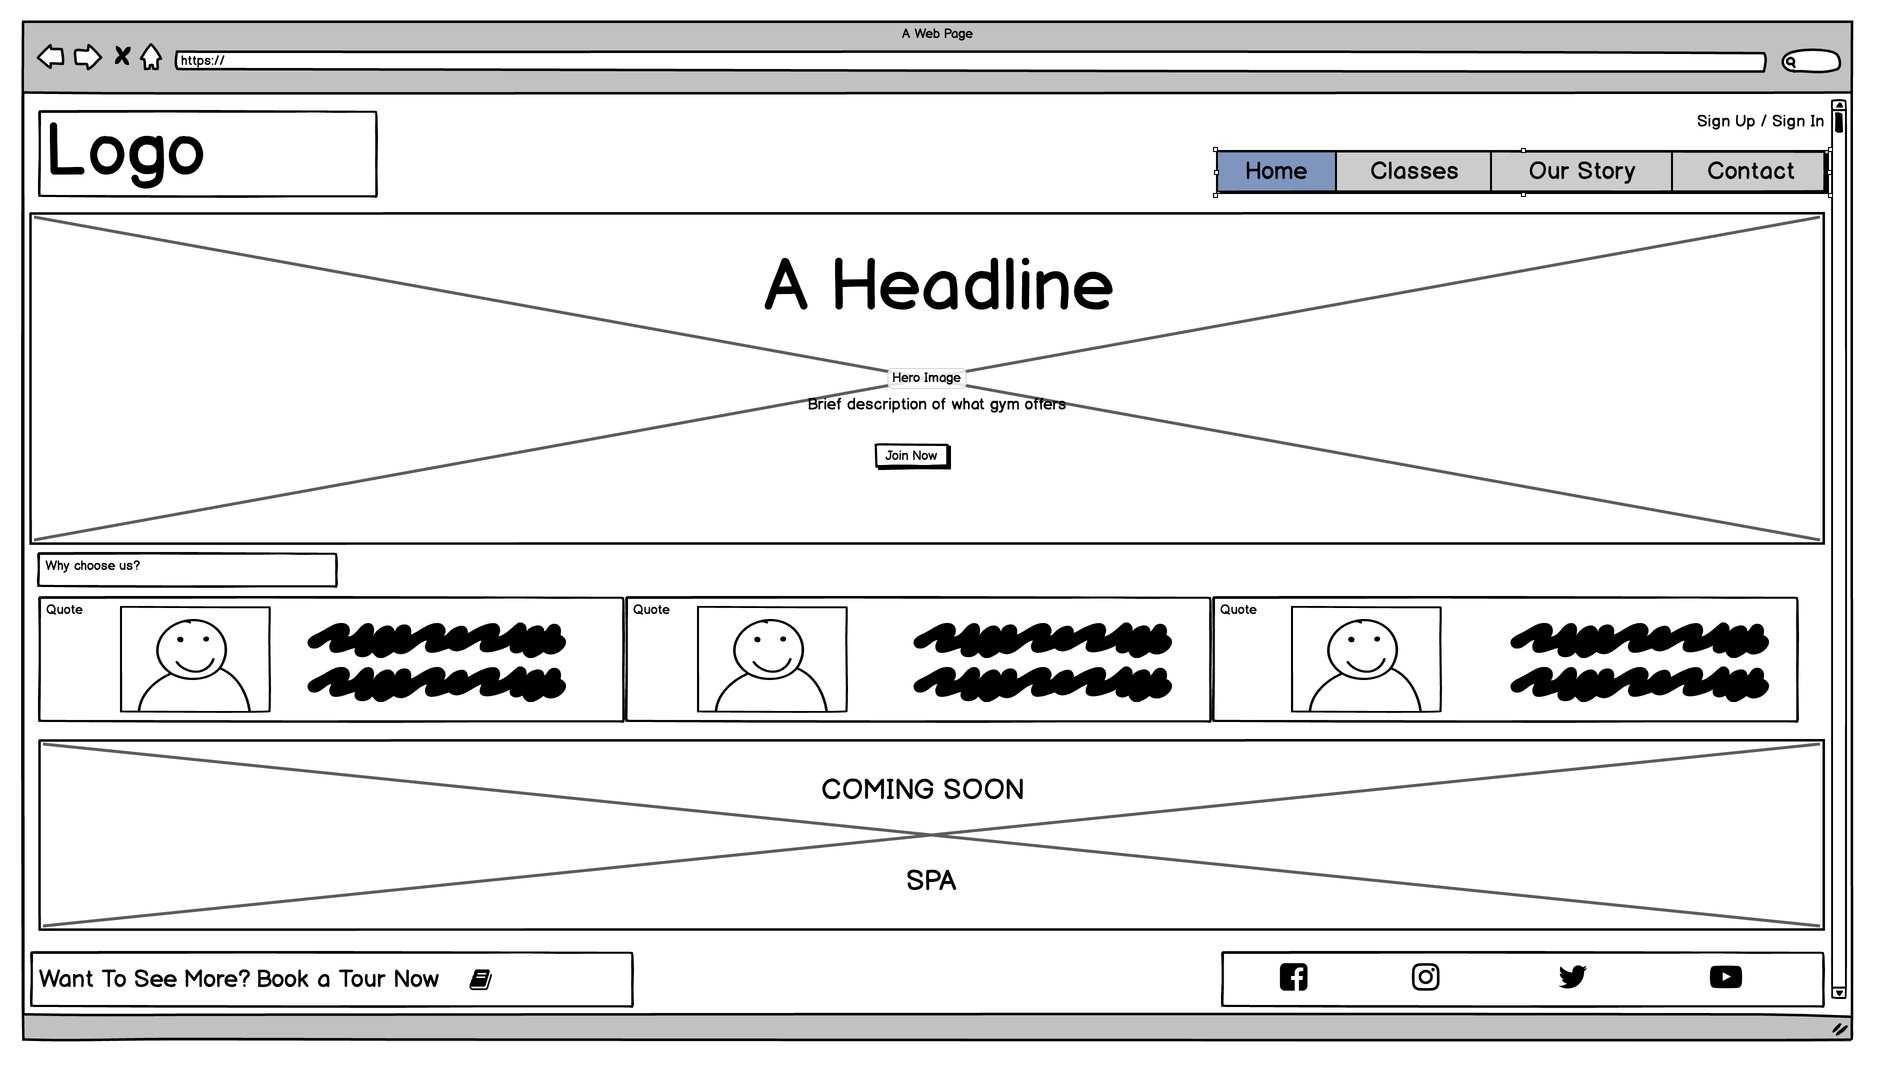 A Web Page
https://
Logo
Sign Up / Sign In
Home Classes Our Story Contact
A Headline
Hero Image
Brief description of what gym offers
Join Now
Why choose us?
Quote Quote Quote
COMING SOON
SPA
Want To See More? Book a Tour Now